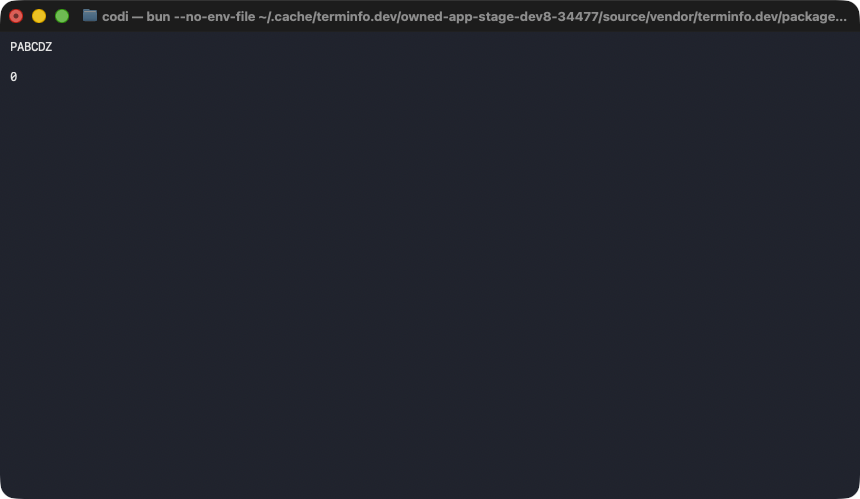 codi — bun --no-env-file ~/.cache/terminfo.dev/owned-app-stage-dev8-34477/source/vendor/terminfo.dev/package...
PABCDZ
0